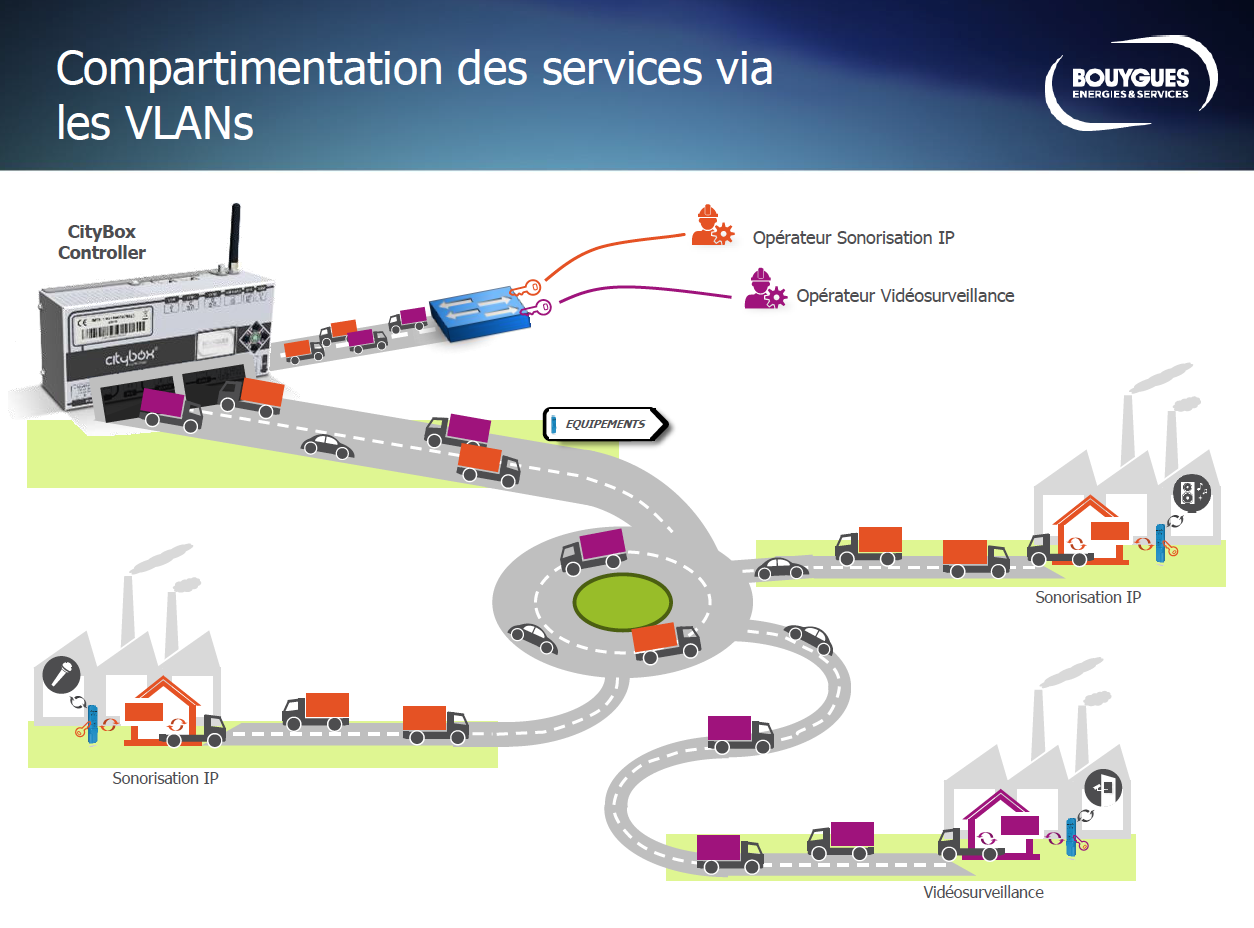 Compartimentation des services via
les VLANs
BOUYGUES
ENERGIES & SERVICES
CityBox
Controller
Opérateur Sonorisation IP
Opérateur Vidéosurveillance
citybox
EQUIPEMENTS
Sonorisation IP
Sonorisation IP
Vidéosurveillance